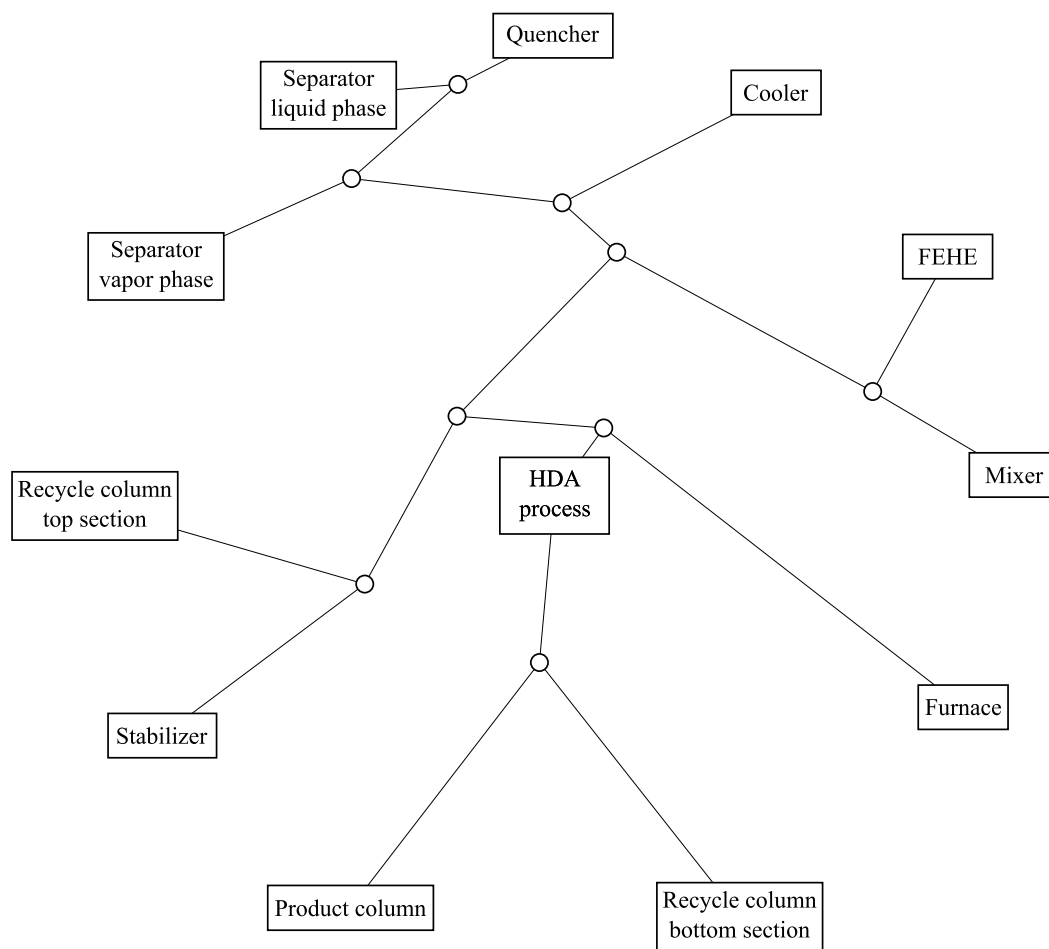 Quencher
Separator
liquid phase
Cooler
Separator
vapor phase
FEHE
Mixer
HDA
process
Recycle column
top section
Stabilizer
Furnace
Product column
Recycle column
bottom section